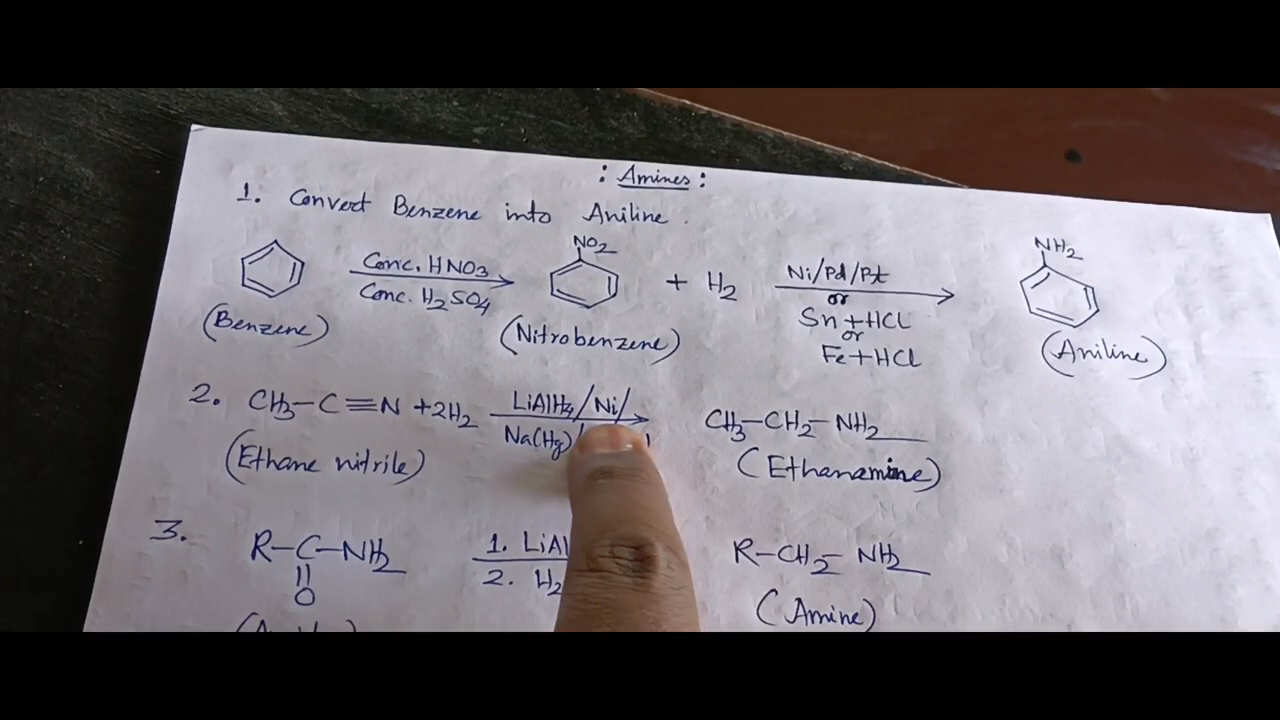 : Amines :
1. Convert Benzene into Aniline.
NO2 NH2
Conc. HNO3 + H2 Ni/Pd/Pt
Conc. H2SO4 or
(Benzene) (Nitrobenzene) Sn+HCl (Aniline)
or
Fe+HCl
2. CH3-C≡N +2H2 LiAlH4/Ni/ CH3-CH2-NH2
Na(Hg)/
(Ethane nitrile) (Ethanamine)
3. R-C-NH2 1. R-CH2-NH2
O 2.
(Amine)